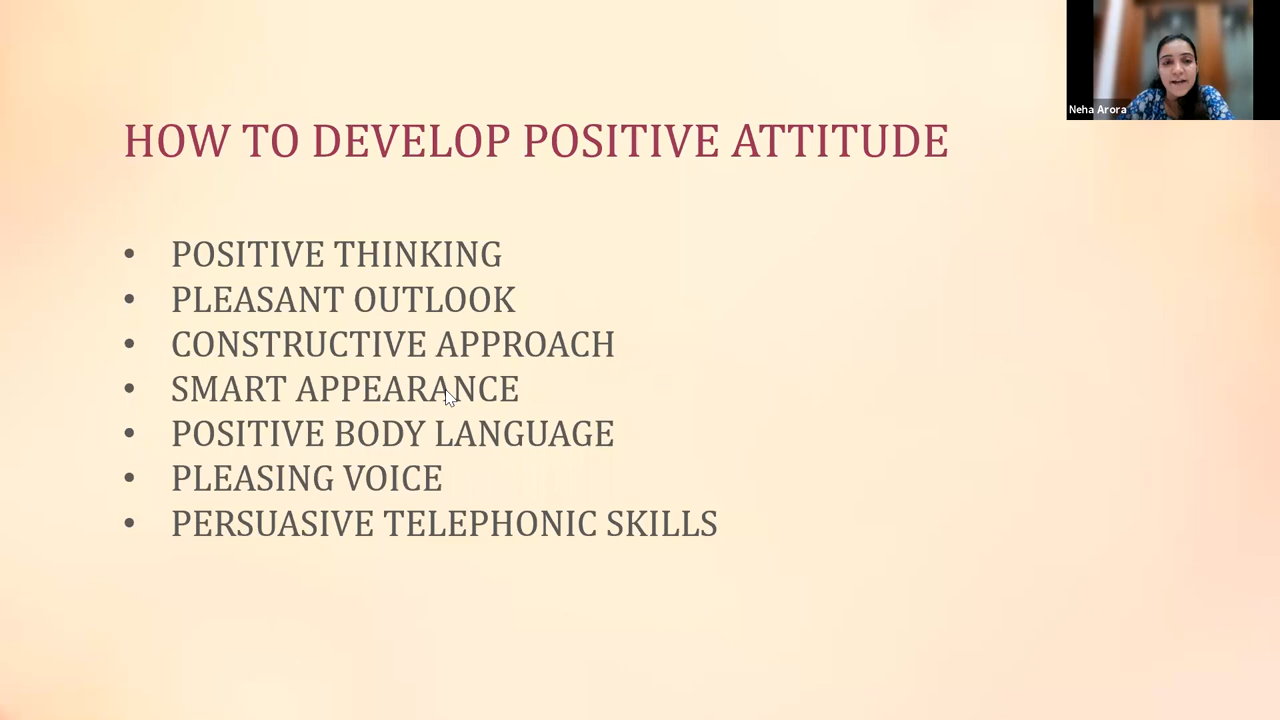 Neha Arora
HOW TO DEVELOP POSITIVE ATTITUDE
• POSITIVE THINKING
• PLEASANT OUTLOOK
• CONSTRUCTIVE APPROACH
• SMART APPEARANCE
• POSITIVE BODY LANGUAGE
• PLEASING VOICE
• PERSUASIVE TELEPHONIC SKILLS